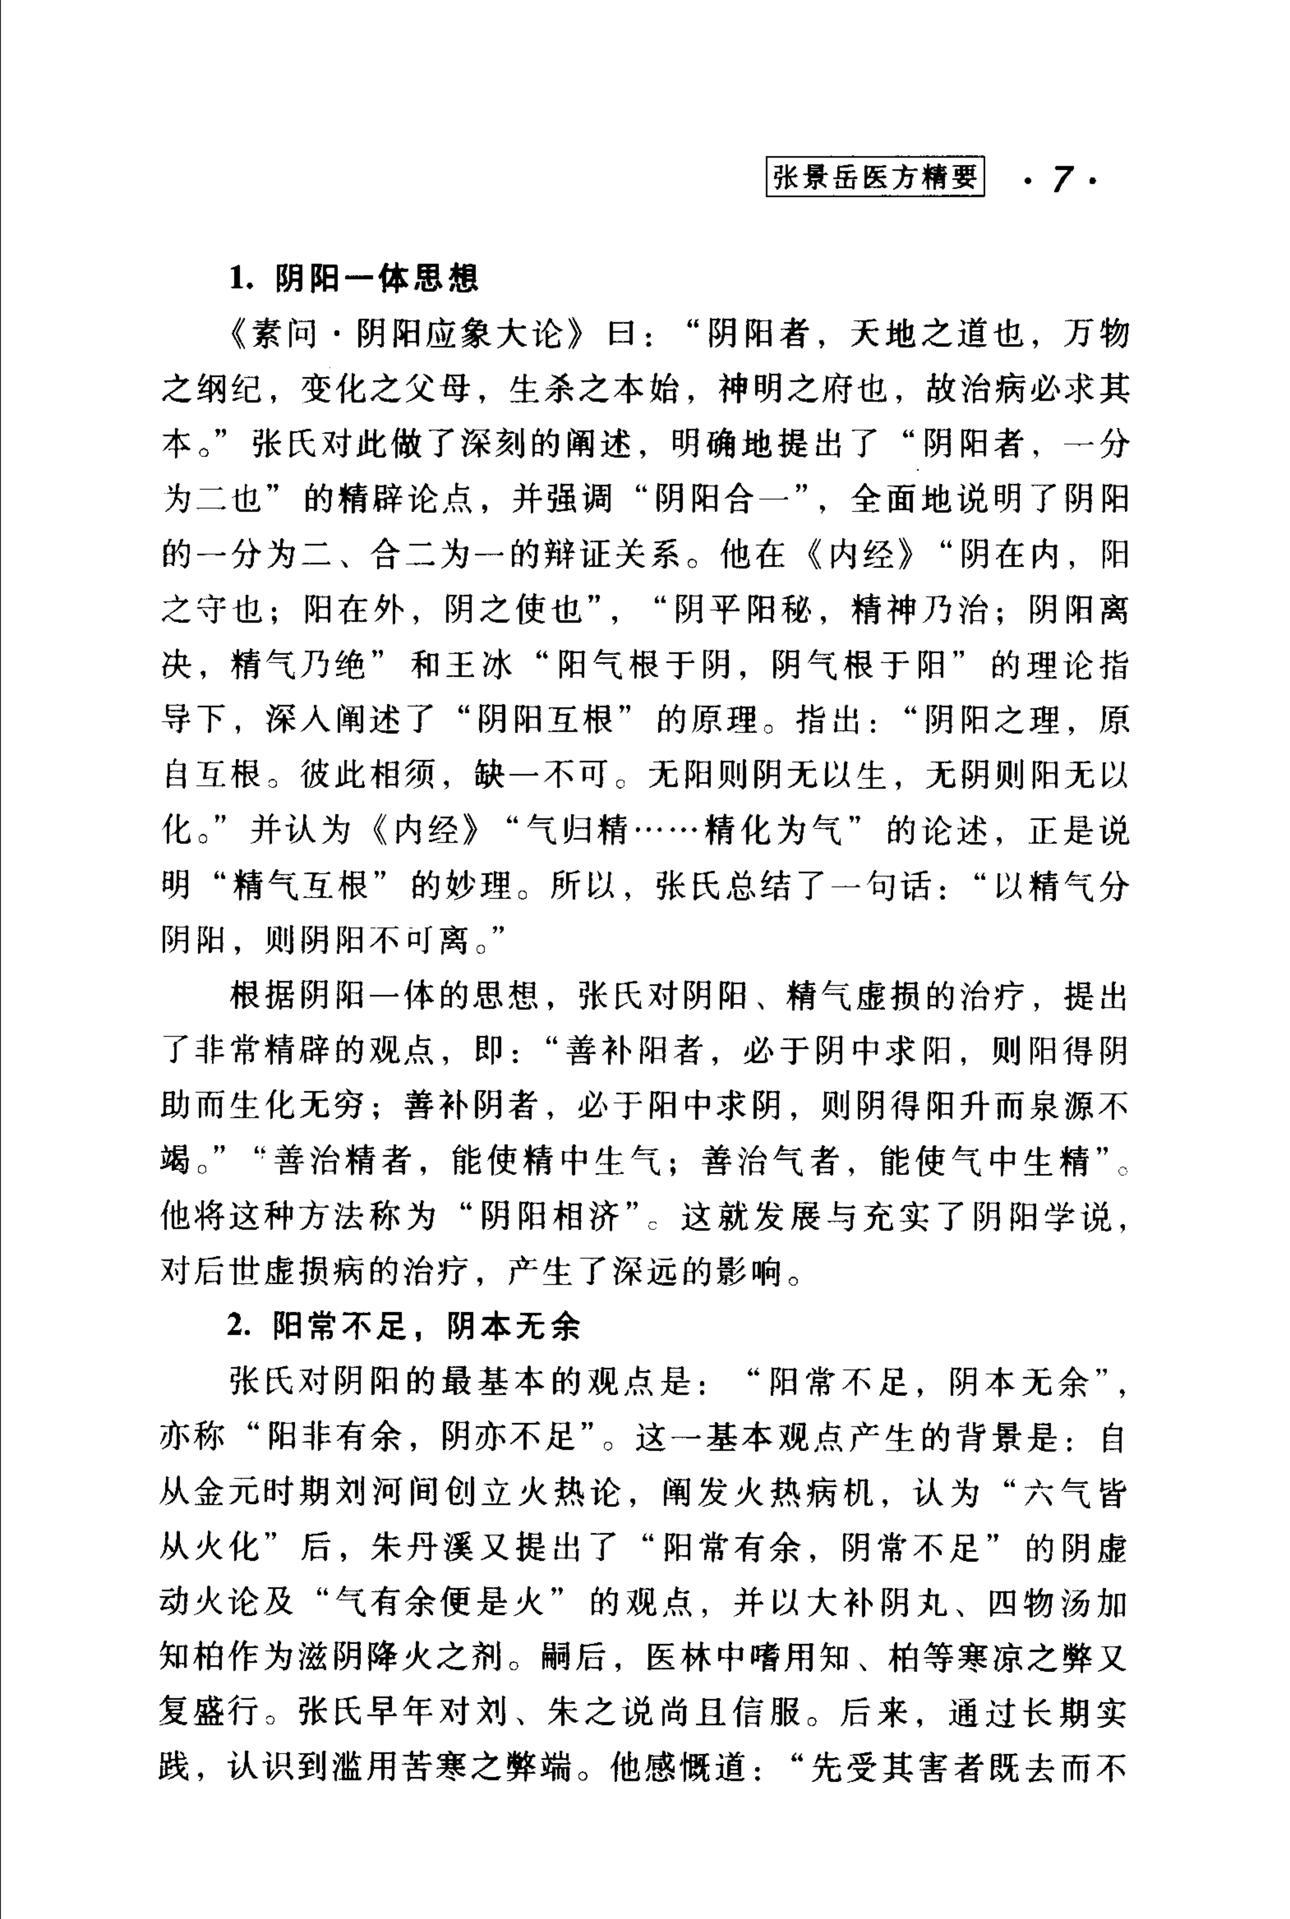 张景岳医方精要 ·7·
1. 阴阳一体思想
《素问·阴阳应象大论》曰：“阴阳者，天地之道也，万物
之纲纪，变化之父母，生杀之本始，神明之府也，故治病必求其
本。”张氏对此做了深刻的阐述，明确地提出了“阴阳者，一分
为二也”的精辟论点，并强调“阴阳合一”，全面地说明了阴阳
的一分为二、合二为一的辩证关系。他在《内经》“阴在内，阳
之守也；阳在外，阴之使也”，“阴平阳秘，精神乃治；阴阳离
决，精气乃绝”和王冰“阳气根于阴，阴气根于阳”的理论指
导下，深入阐述了“阴阳互根”的原理。指出：“阴阳之理，原
自互根。彼此相须，缺一不可。无阳则阴无以生，无阴则阳无以
化。”并认为《内经》“气归精……精化为气”的论述，正是说
明“精气互根”的妙理。所以，张氏总结了一句话：“以精气分
阴阳，则阴阳不可离。”
根据阴阳一体的思想，张氏对阴阳、精气虚损的治疗，提出
了非常精辟的观点，即：“善补阳者，必于阴中求阳，则阳得阴
助而生化无穷；善补阴者，必于阳中求阴，则阴得阳升而泉源不
竭。”“善治精者，能使精中生气；善治气者，能使气中生精”。
他将这种方法称为“阴阳相济”。这就发展与充实了阴阳学说，
对后世虚损病的治疗，产生了深远的影响。
2. 阳常不足，阴本无余
张氏对阴阳的最基本的观点是：“阳常不足，阴本无余”，
亦称“阳非有余，阴亦不足”。这一基本观点产生的背景是：自
从金元时期刘河间创立火热论，阐发火热病机，认为“六气皆
从火化”后，朱丹溪又提出了“阳常有余，阴常不足”的阴虚
动火论及“气有余便是火”的观点，并以大补阴丸、四物汤加
知柏作为滋阴降火之剂。嗣后，医林中嗜用知、柏等寒凉之弊又
复盛行。张氏早年对刘、朱之说尚且信服。后来，通过长期实
践，认识到滥用苦寒之弊端。他感慨道：“先受其害者既去而不